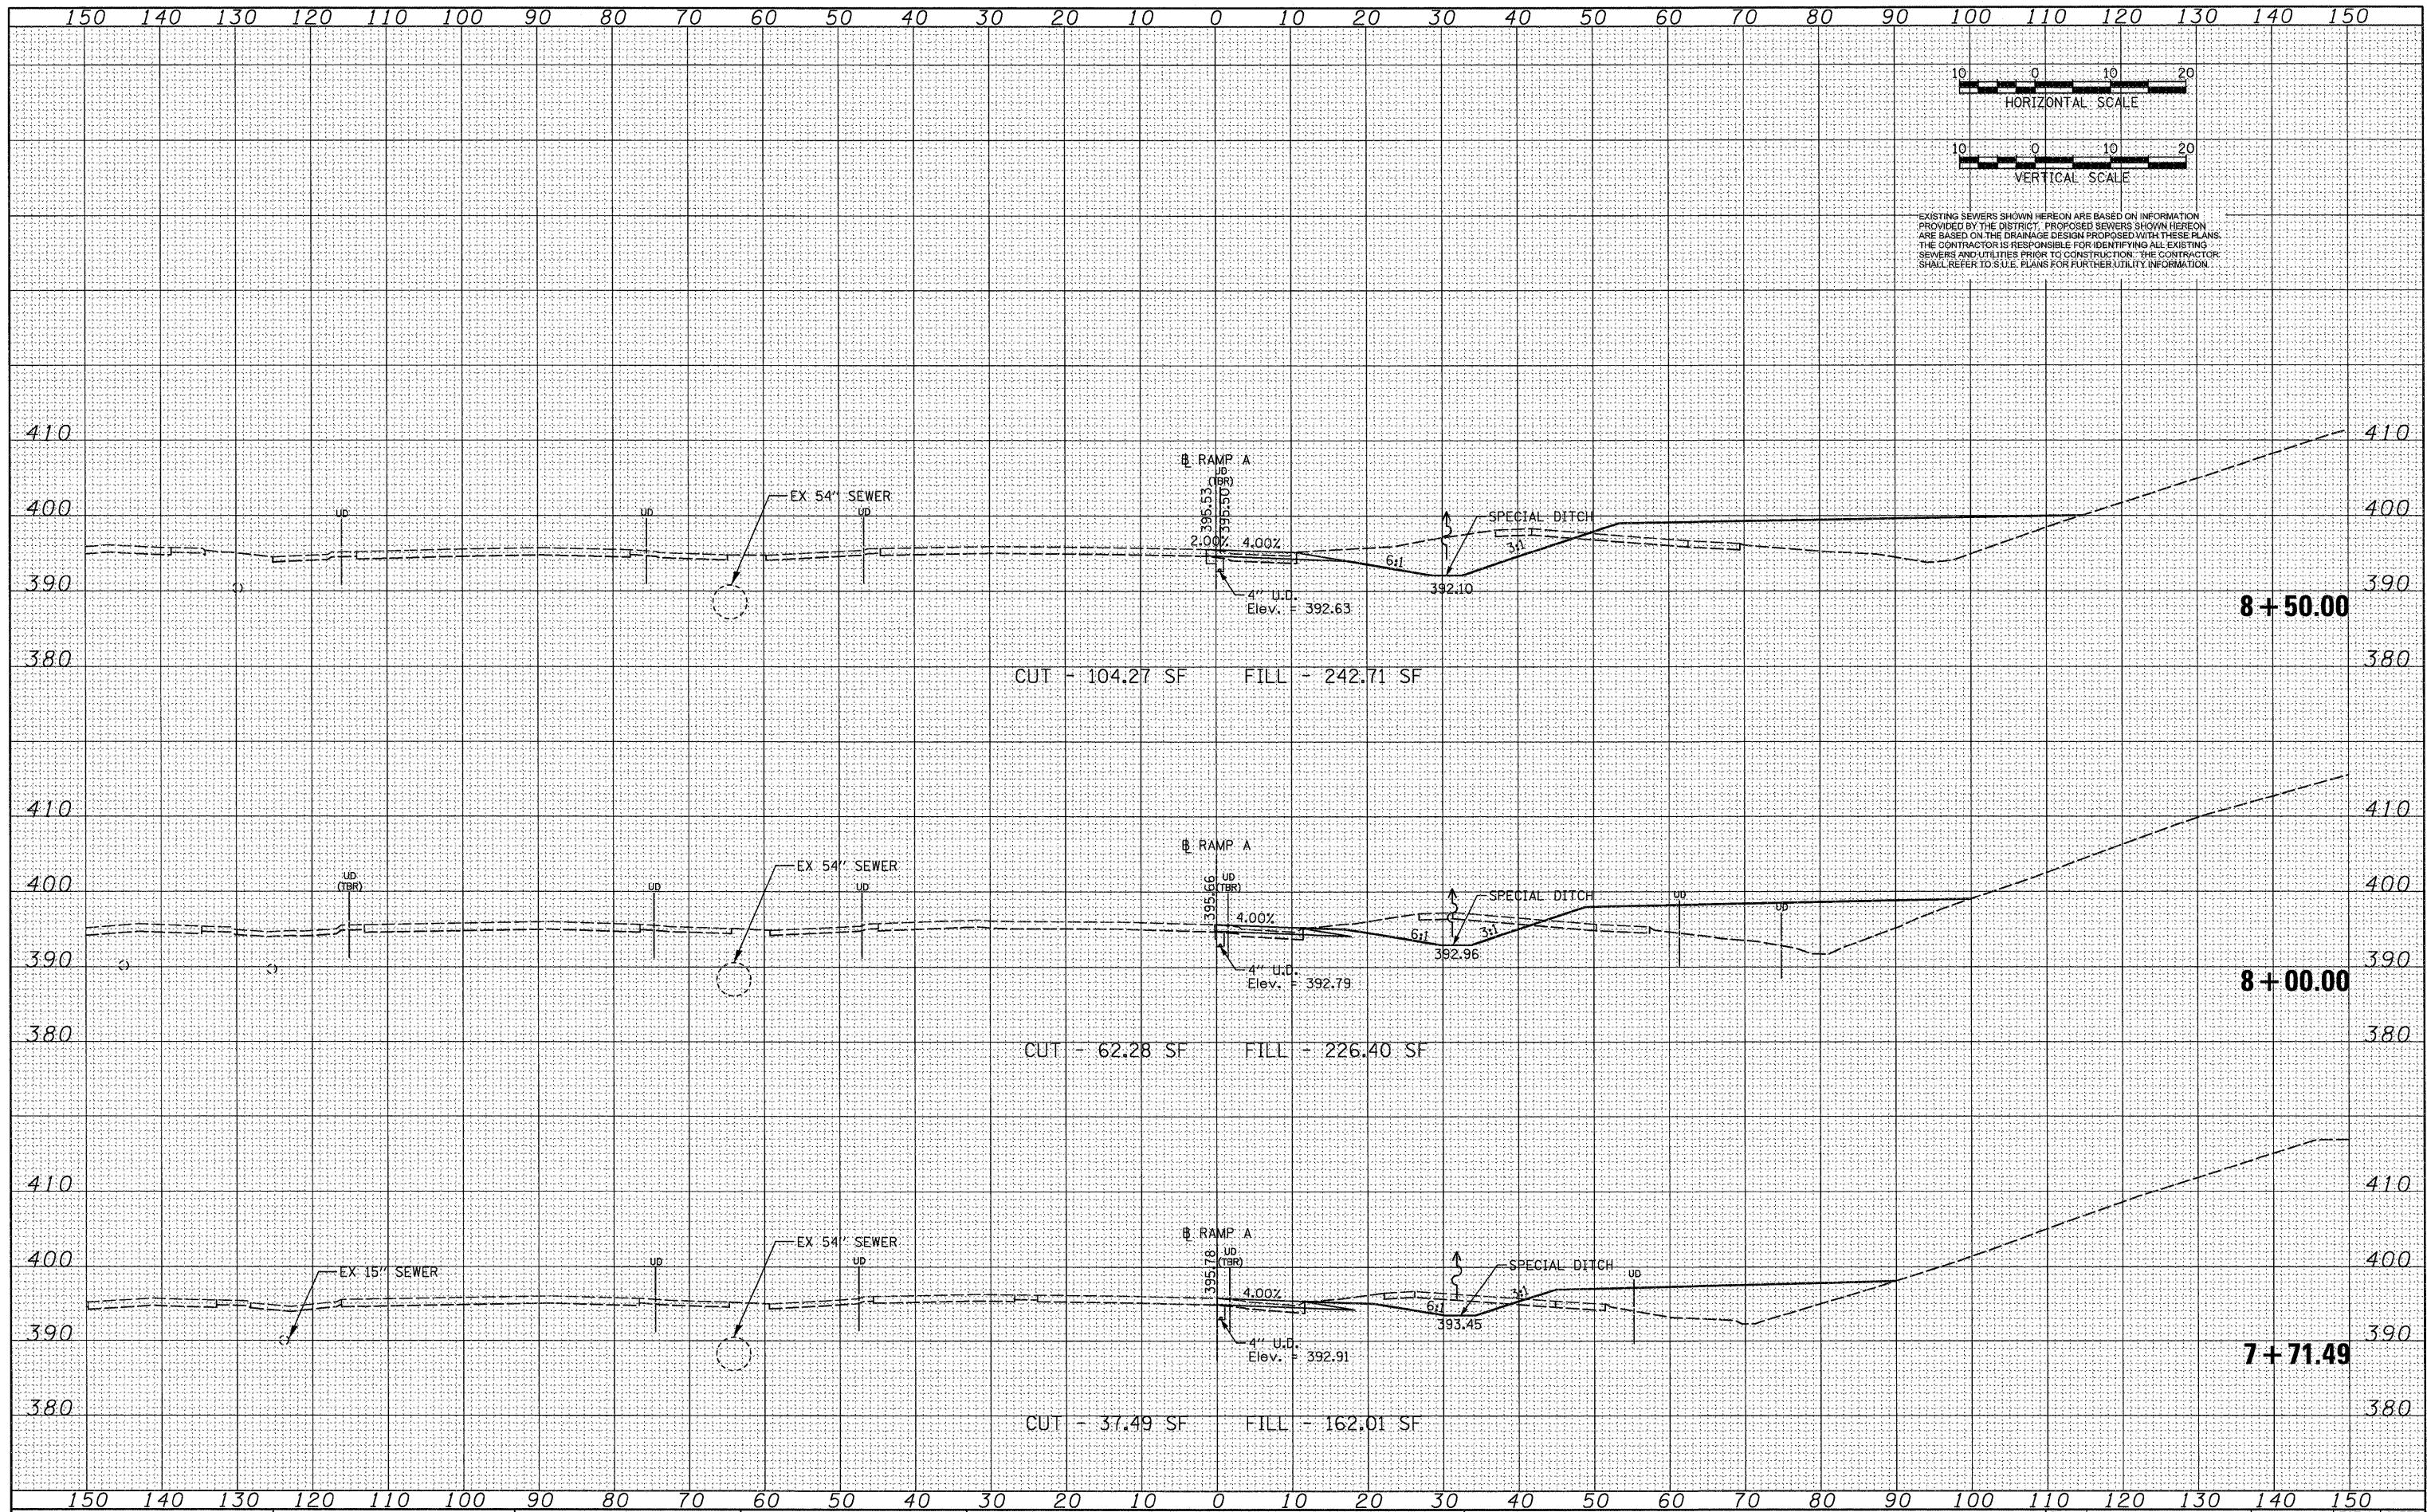 150 140 130 120 110 100 90 80 70 60 50 40 30 20 10 0 10 20 30 40 50 60 70 80 90 100 110 120 130 140 150
10 0 10 20
HORIZONTAL SCALE
10 0 10 20
VERTICAL SCALE
EXISTING SEWERS SHOWN HEREON ARE BASED ON INFORMATION
PROVIDED BY THE DISTRICT. PROPOSED SEWERS SHOWN HEREON
ARE BASED ON THE DRAINAGE DESIGN PROPOSED WITH THESE PLANS.
THE CONTRACTOR IS RESPONSIBLE FOR IDENTIFYING ALL EXISTING
SEWERS AND UTILITIES PRIOR TO CONSTRUCTION. THE CONTRACTOR
SHALL REFER TO S.U.E. PLANS FOR FURTHER UTILITY INFORMATION.
410 410
℄ RAMP A
UD
(TBR)
395.53
395.50
EX 54" SEWER
SPECIAL DITCH
400 UD UD UD 400
2.00% 4.00%
6:1 3:1
390 392.10 390
4" U.D.
Elev. = 392.63
8+50.00
380 380
CUT - 104.27 SF FILL - 242.71 SF
410 410
℄ RAMP A
EX 54" SEWER
UD
(TBR)
395.66
UD
(TBR)
SPECIAL DITCH
400 UD UD UD UD 400
4.00%
6:1 3:1
392.96
390 390
4" U.D.
Elev. = 392.79
8+00.00
380 380
CUT - 62.28 SF FILL - 226.40 SF
410 410
℄ RAMP A
EX 54" SEWER
395.78
UD
(TBR)
400 UD UD UD 400
EX 15" SEWER
SPECIAL DITCH
4.00%
6:1 3:1
393.45
390 390
4" U.D.
Elev. = 392.91
7+71.49
380 380
CUT - 37.49 SF FILL - 162.01 SF
150 140 130 120 110 100 90 80 70 60 50 40 30 20 10 0 10 20 30 40 50 60 70 80 90 100 110 120 130 140 150